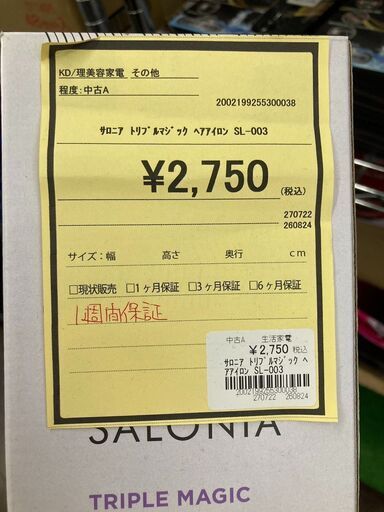 KD/理美容家電 その他
程度:中古A
2002199255300038
ｻﾛﾆｱ ﾄﾘﾌﾟﾙﾏｼﾞｯｸ ﾍｱｱｲﾛﾝ SL-003
¥2,750(税込)
270722
260824
サイズ:幅 高さ 奥行 cm
□現状販売 □1ヶ月保証 □3ヶ月保証 □6ヶ月保証
1週間保証
中古A 生活家電
¥2,750 税込
ｻﾛﾆｱ ﾄﾘﾌﾟﾙﾏｼﾞｯｸ ﾍ
ｱｱｲﾛﾝ SL-003
2002199255300038
270722 260824
SALONIA
TRIPLE MAGIC